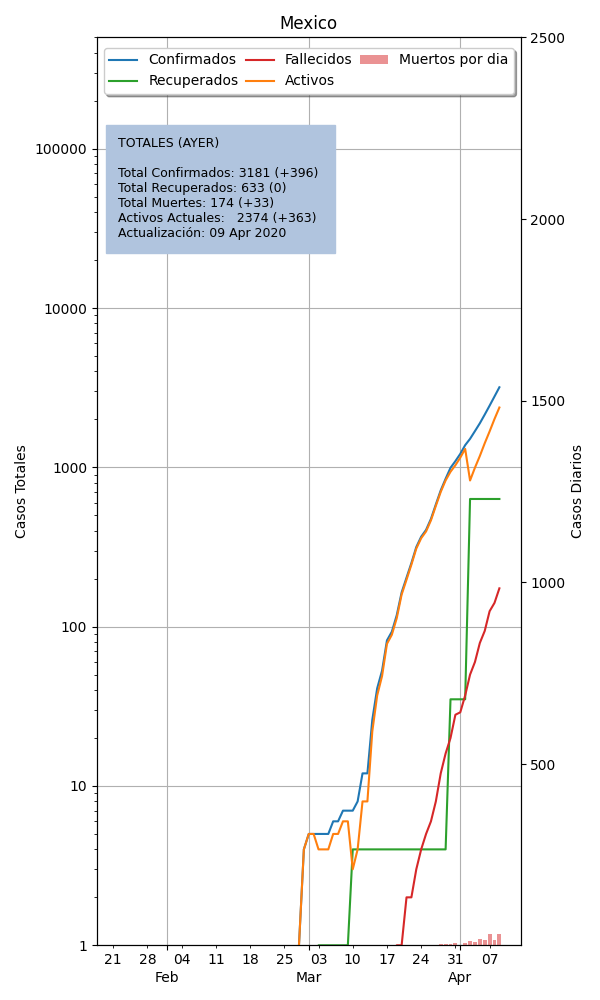 Mexico
Confirmados
Recuperados
Fallecidos
Activos
Muertos por dia
TOTALES (AYER)
Total Confirmados: 3181 (+396)
Total Recuperados: 633 (0)
Total Muertes: 174 (+33)
Activos Actuales:   2374 (+363)
Actualización: 09 Apr 2020
Casos Totales
100000
10000
1000
100
10
1
Casos Diarios
2500
2000
1500
1000
500
21 28 04 11 18 25 03 10 17 24 31 07
Feb Mar Apr